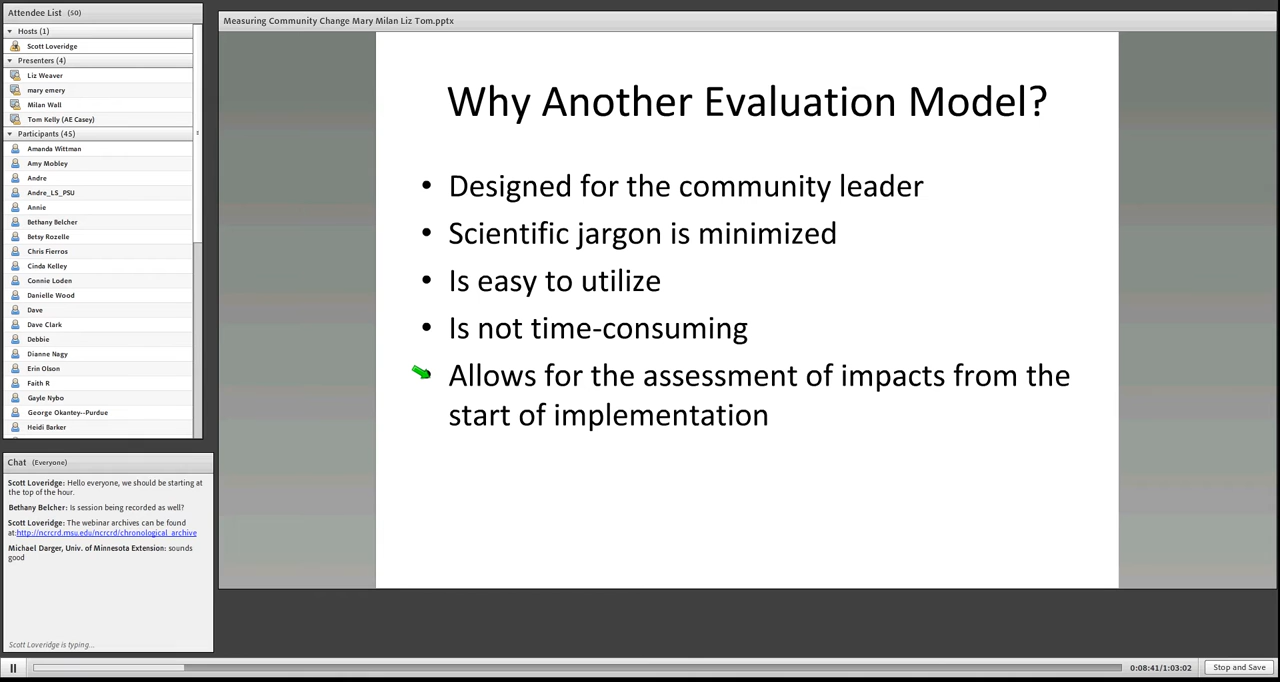 Attendee List (50)
Hosts (1)
Scott Loveridge
Presenters (4)
Liz Weaver
mary emery
Milan Wall
Tom Kelly (AE Casey)
Participants (45)
Amanda Wittman
Amy Mobley
Andre
Andre_LS_PSU
Annie
Bethany Belcher
Betsy Rozelle
Chris Fierros
Cinda Kelley
Connie Loden
Danielle Wood
Dave
Dave Clark
Debbie
Dianne Nagy
Erin Olson
Faith R
Gayle Nybo
George Okantey--Purdue
Heidi Barker
Chat (Everyone)
Scott Loveridge: Hello everyone, we should be starting
at the top of the hour.
Bethany Belcher: Is session being recorded as well?
Scott Loveridge: The webinar archives can be found
at:http://ncrcrd.msu.edu/ncrcrd/chronological_archive
Michael Darger, Univ. of Minnesota Extension: sounds
good
Scott Loveridge is typing...
Measuring Community Change Mary Milan Liz Tom.pptx
Why Another Evaluation Model?
• Designed for the community leader
• Scientific jargon is minimized
• Is easy to utilize
• Is not time-consuming
Allows for the assessment of impacts from the
start of implementation
0:08:41/1:03:02
Stop and Save